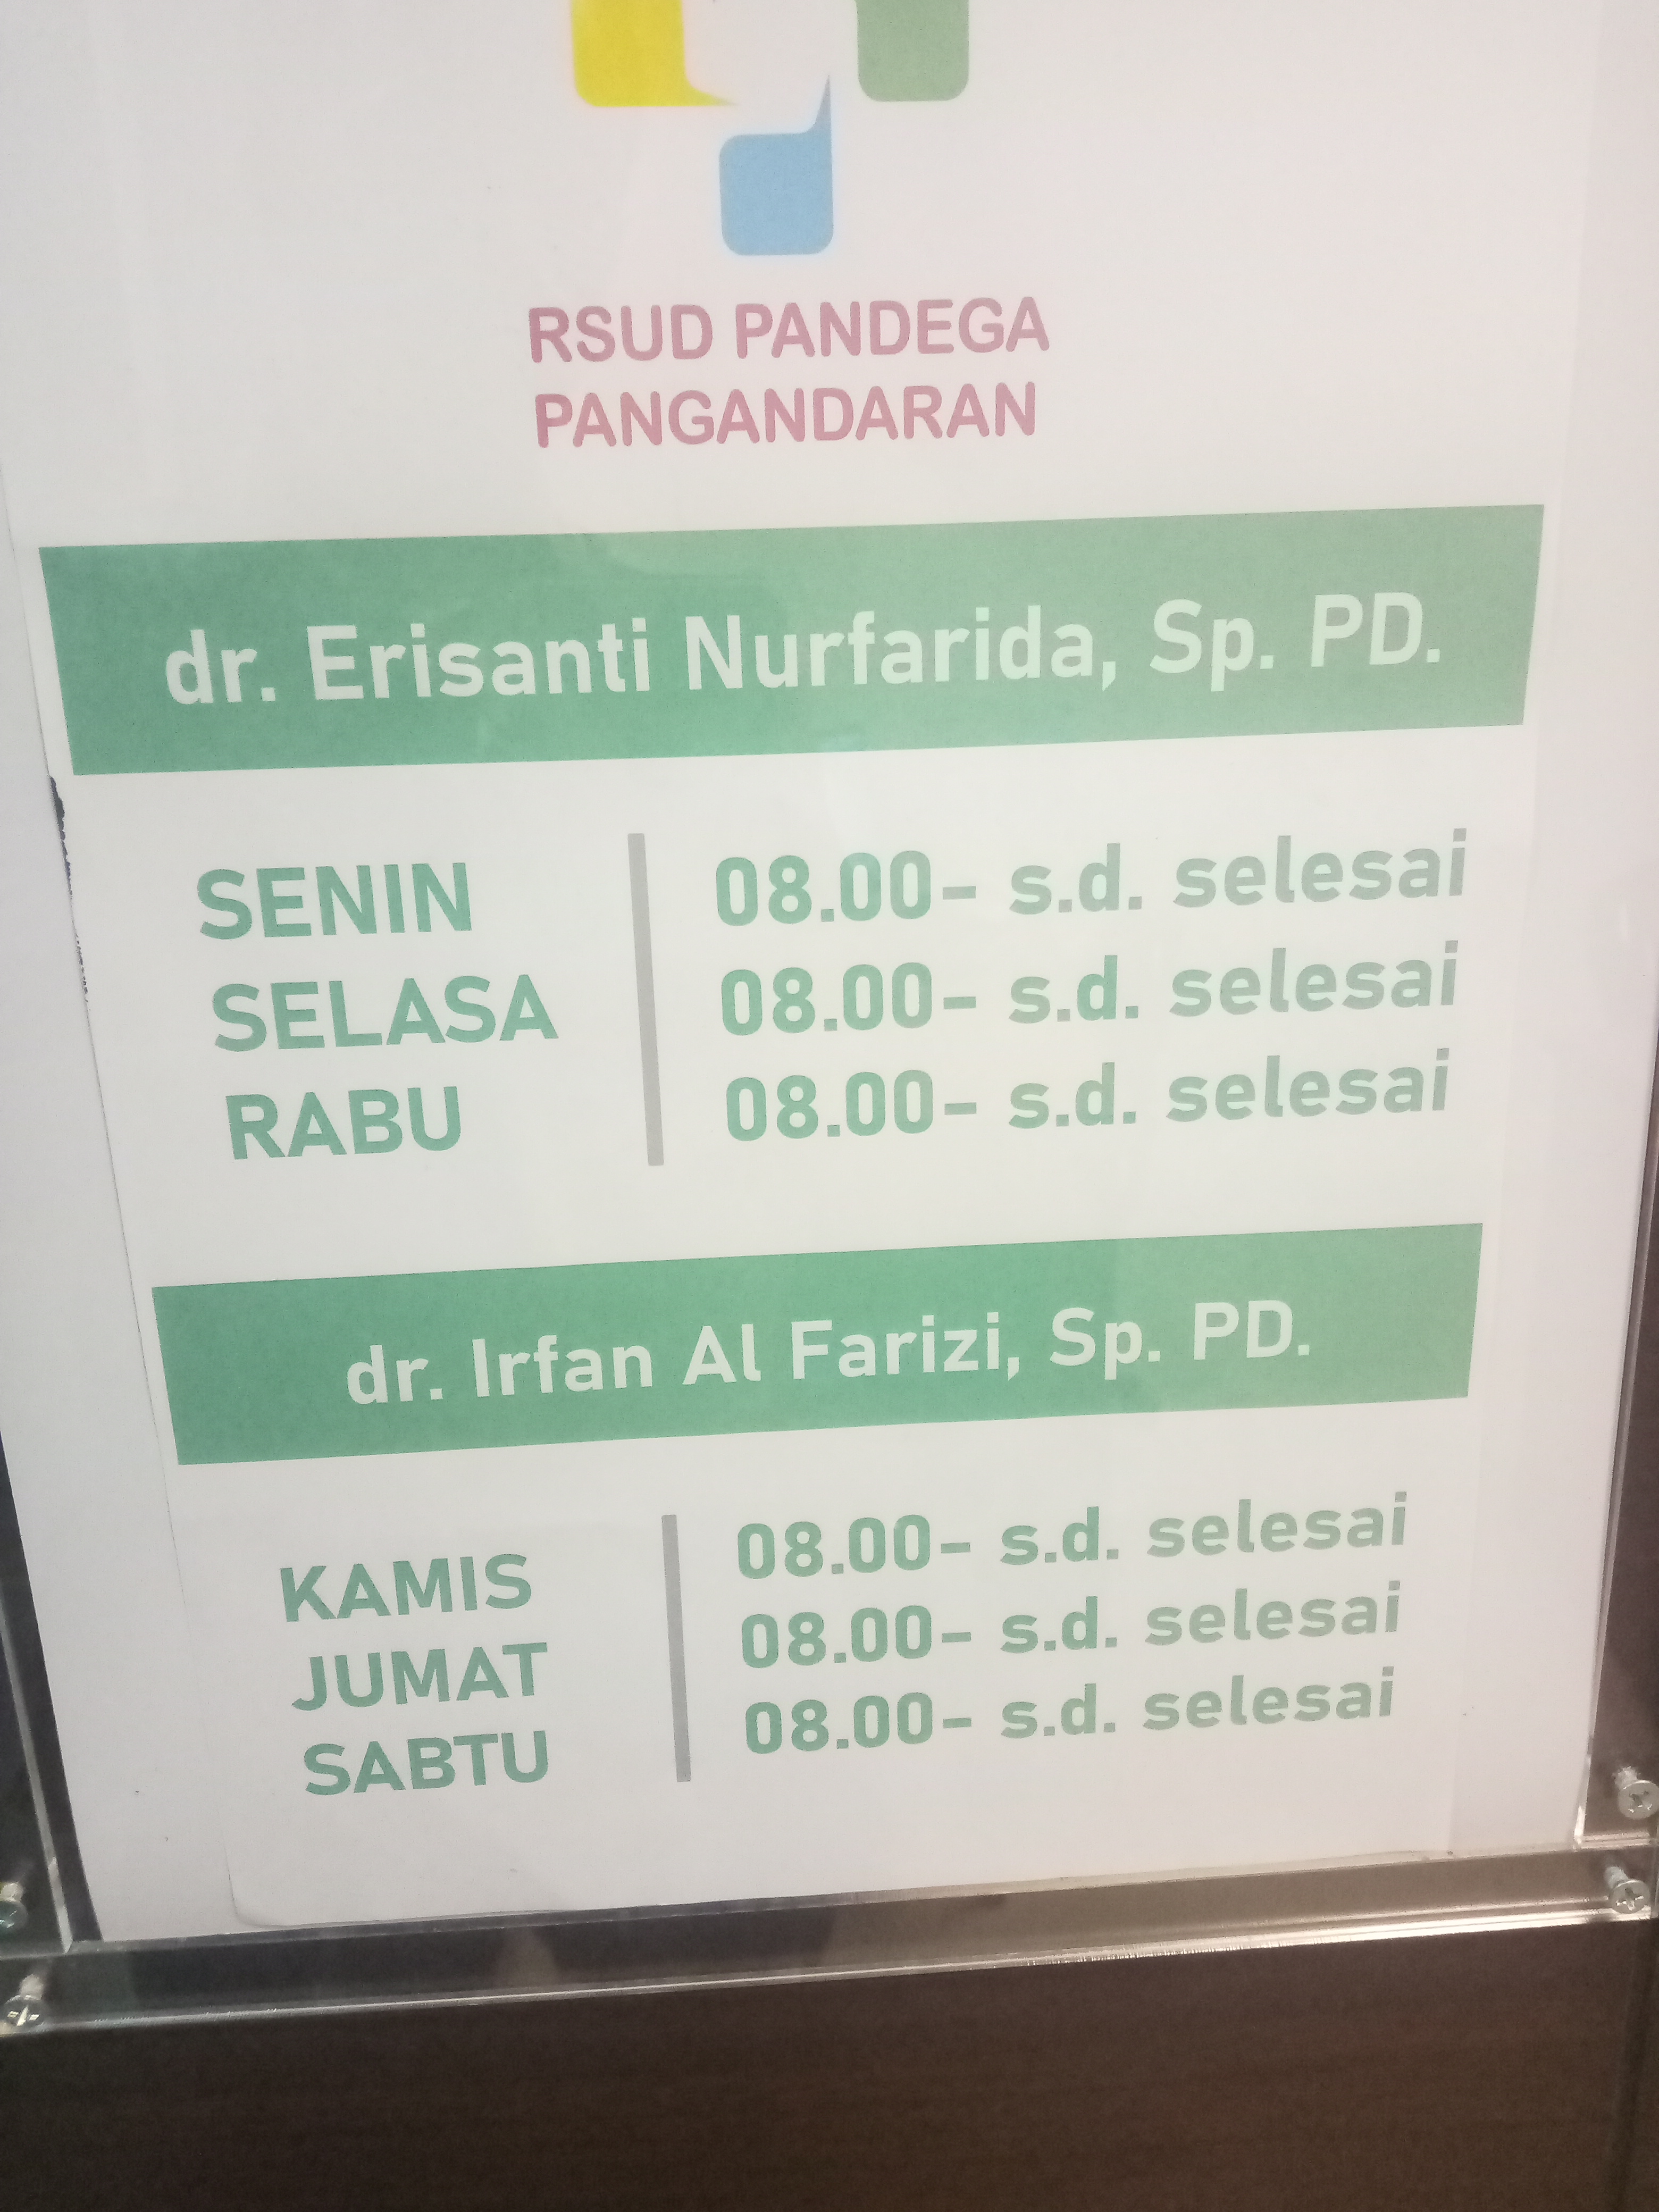 RSUD PANDEGA
PANGANDARAN
dr. Erisanti Nurfarida, Sp. PD.
SENIN 08.00- s.d. selesai
SELASA 08.00- s.d. selesai
RABU 08.00- s.d. selesai
dr. Irfan Al Farizi, Sp. PD.
KAMIS 08.00- s.d. selesai
JUMAT 08.00- s.d. selesai
SABTU 08.00- s.d. selesai